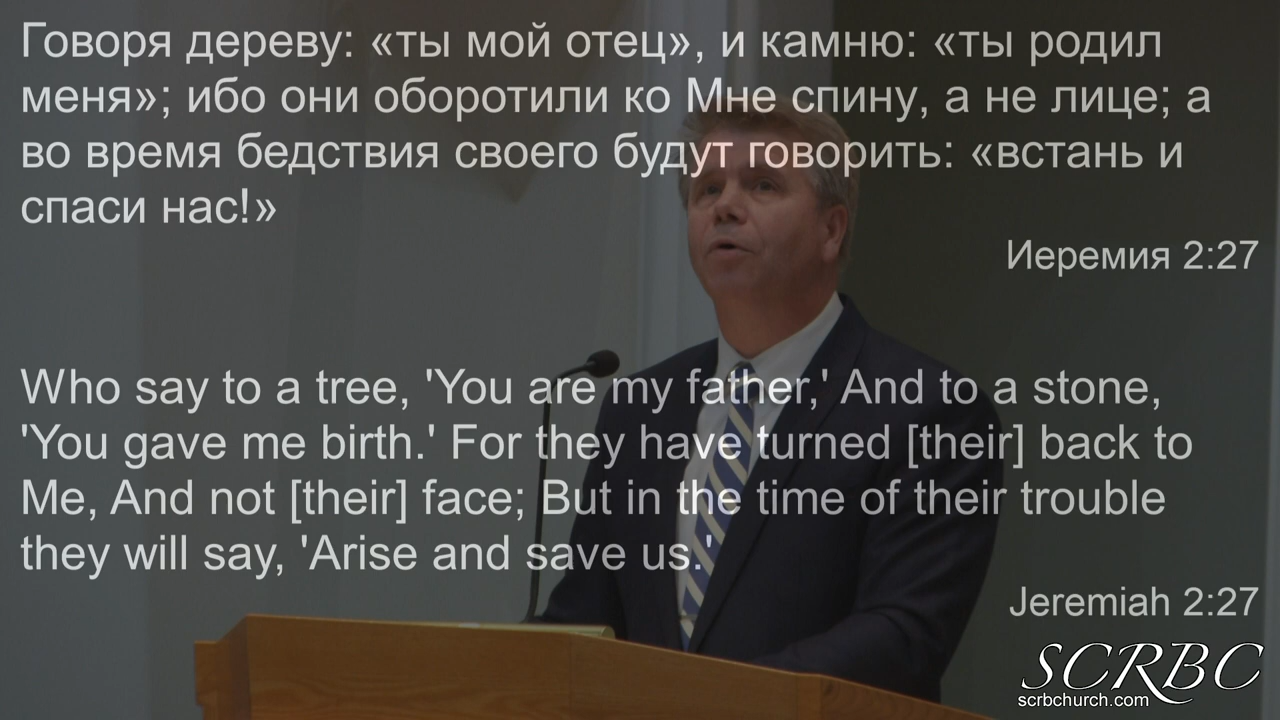 Говоря дереву: «ты мой отец», и камню: «ты родил
меня»; ибо они оборотили ко Мне спину, а не лице; а
во время бедствия своего будут говорить: «встань и
спаси нас!»
Иеремия 2:27
Who say to a tree, 'You are my father,' And to a stone,
'You gave me birth.' For they have turned [their] back to
Me, And not [their] face; But in the time of their trouble
they will say, 'Arise and save us.'
Jeremiah 2:27
SCRBC
scrbchurch.com